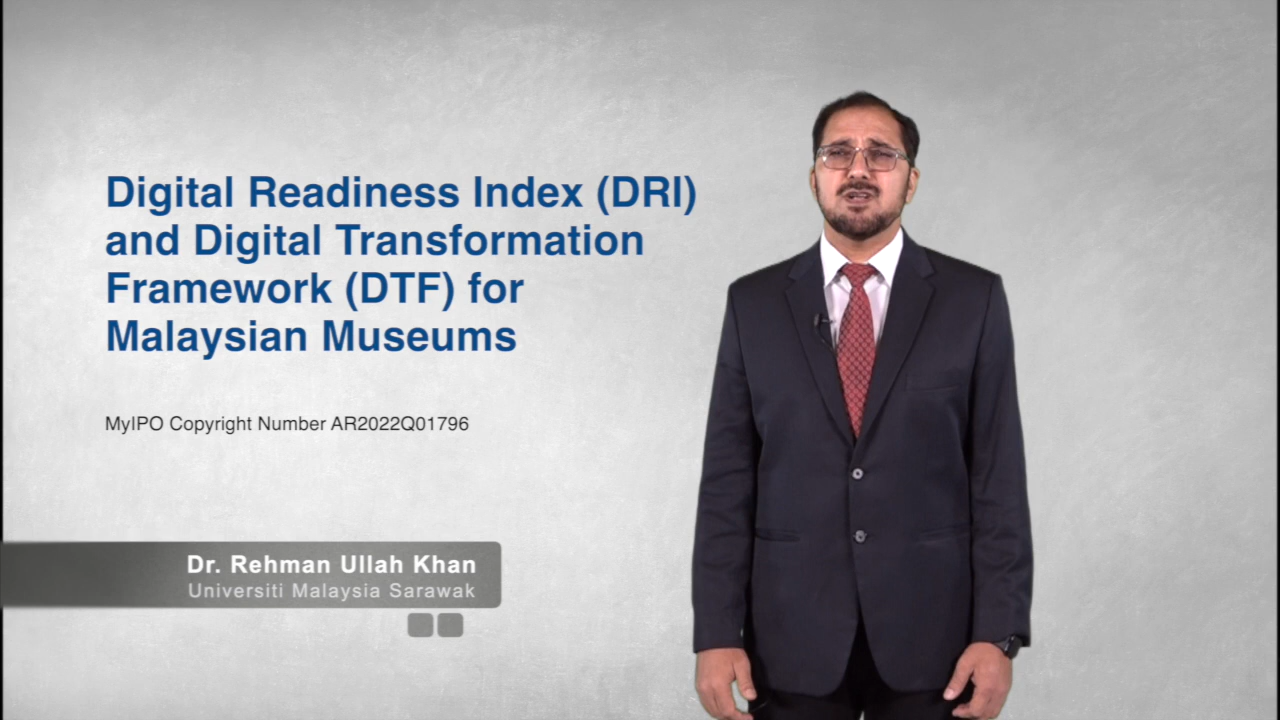 Digital Readiness Index (DRI)
and Digital Transformation
Framework (DTF) for
Malaysian Museums
MyIPO Copyright Number AR2022Q01796
Dr. Rehman Ullah Khan
Universiti Malaysia Sarawak